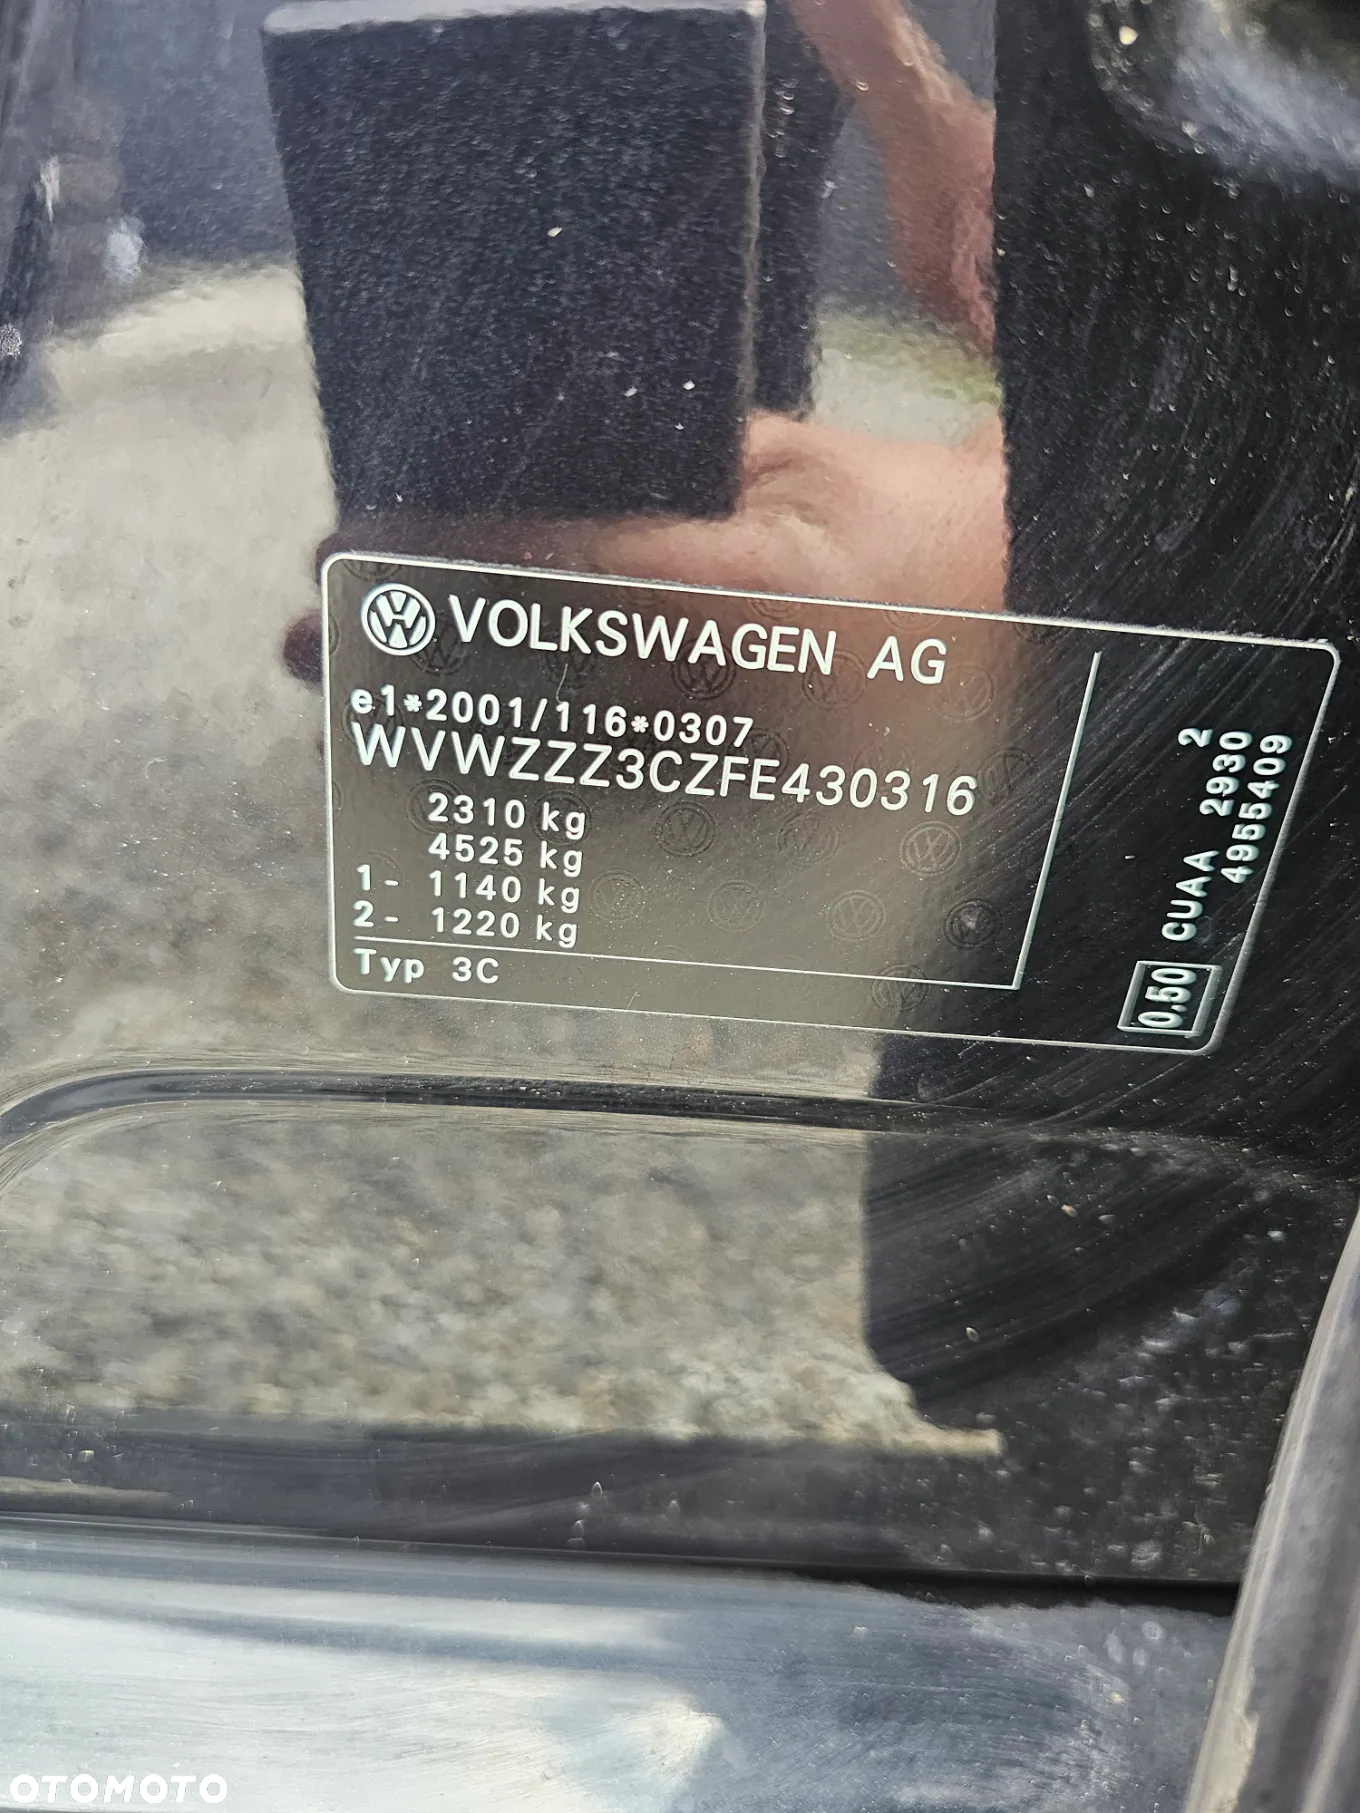 VOLKSWAGEN AG
e1*2001/116*0307
WVWZZZ3CZFE430316
2310 kg
4525 kg
1- 1140 kg
2- 1220 kg
Typ 3C
2
0.50 CUAA 2930
4955409
OTOMOTO